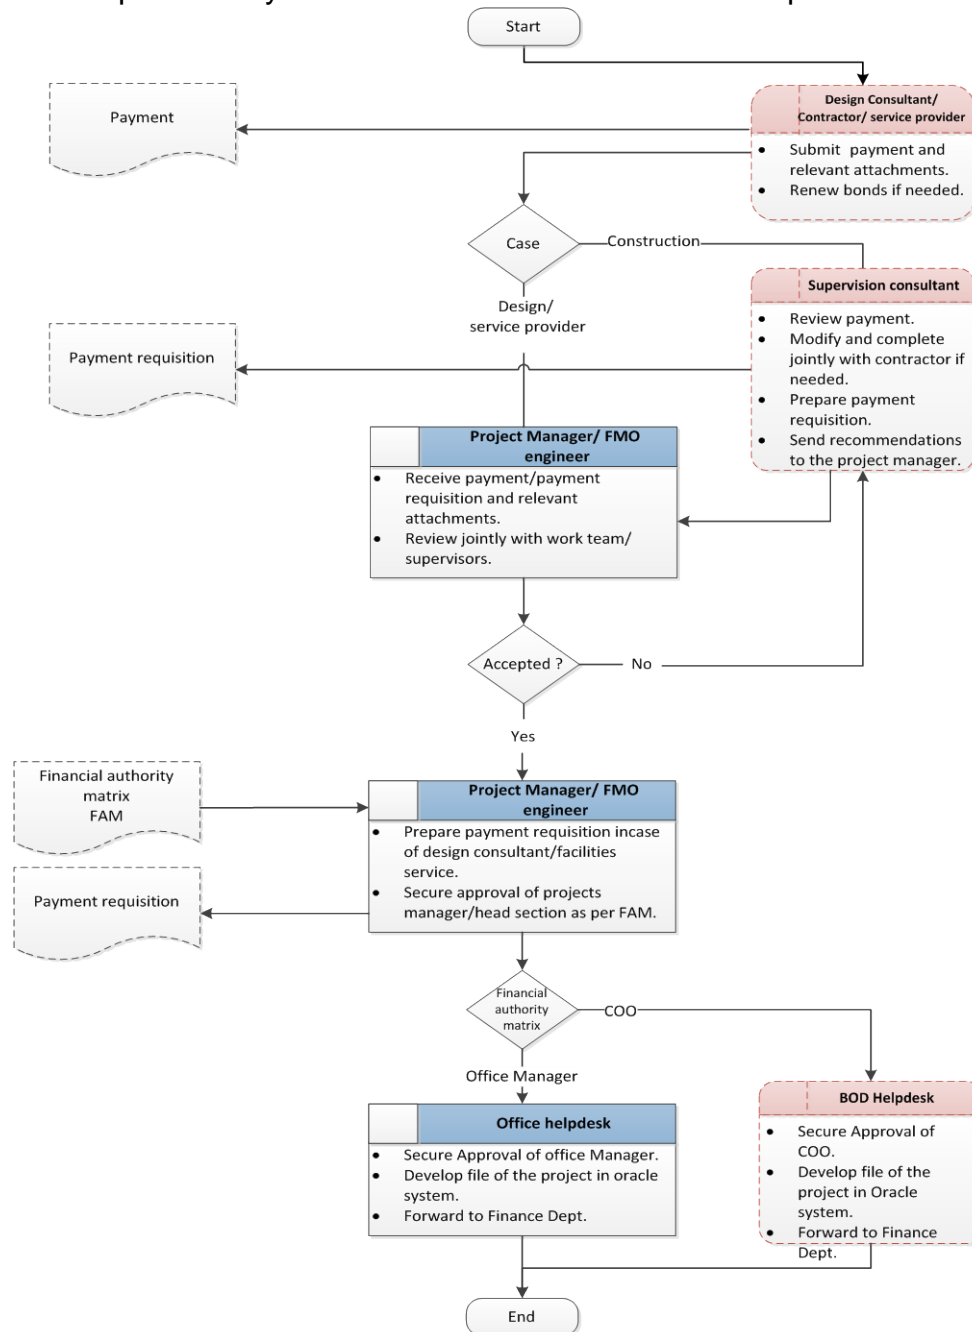 Start
Design Consultant/
Contractor/ service provider
• Submit payment and
relevant attachments.
• Renew bonds if needed.
Payment
Case
Construction
Design/
service provider
Supervision consultant
• Review payment.
• Modify and complete
jointly with contractor if
needed.
• Prepare payment
requisition.
• Send recommendations
to the project manager.
Payment requisition
Project Manager/ FMO
engineer
• Receive payment/payment
requisition and relevant
attachments.
• Review jointly with work team/
supervisors.
Accepted ?
No
Yes
Financial authority
matrix
FAM
Project Manager/ FMO
engineer
• Prepare payment requisition incase
of design consultant/facilities
service.
• Secure approval of projects
manager/head section as per FAM.
Payment requisition
Financial
authority
matrix
COO
Office Manager
Office helpdesk
• Secure Approval of office Manager.
• Develop file of the project in oracle
system.
• Forward to Finance Dept.
BOD Helpdesk
• Secure Approval of
COO.
• Develop file of the
project in Oracle
system.
• Forward to Finance
Dept.
End